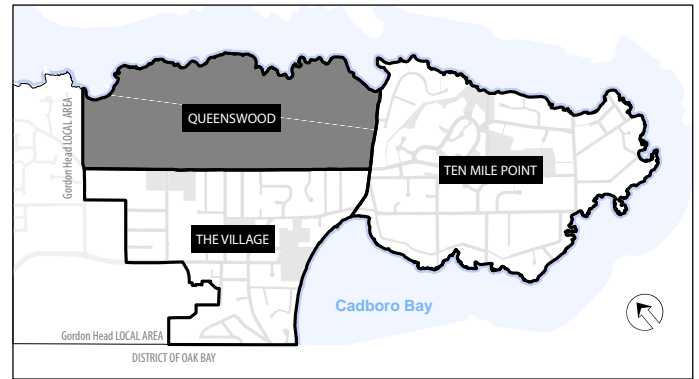 QUEENSWOOD
Gordon Head LOCAL AREA
TEN MILE POINT
THE VILLAGE
Cadboro Bay
Gordon Head LOCAL AREA
DISTRICT OF OAK BAY